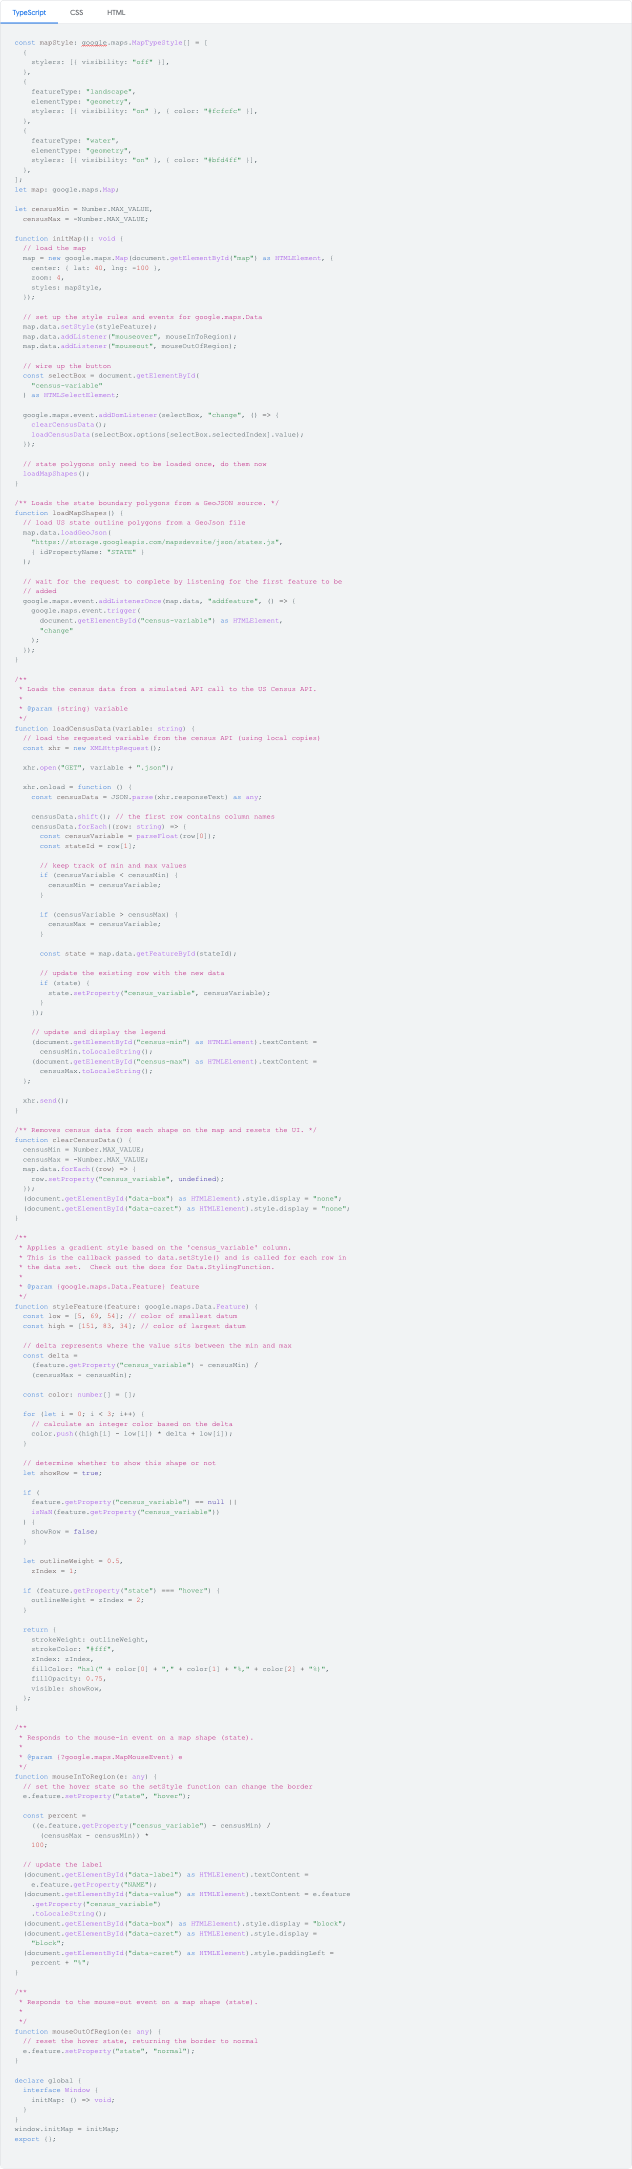 TypeScript CSS HTML
const mapStyle: google.maps.MapTypeStyle[] = [
  {
    stylers: [{ visibility: "off" }],
  },
  {
    featureType: "landscape",
    elementType: "geometry",
    stylers: [{ visibility: "on" }, { color: "#fcfcfc" }],
  },
  {
    featureType: "water",
    elementType: "geometry",
    stylers: [{ visibility: "on" }, { color: "#bfd4ff" }],
  },
];
let map: google.maps.Map;

let censusMin = Number.MAX_VALUE,
  censusMax = -Number.MAX_VALUE;

function initMap(): void {
  // load the map
  map = new google.maps.Map(document.getElementById("map") as HTMLElement, {
    center: { lat: 40, lng: -100 },
    zoom: 4,
    styles: mapStyle,
  });

  // set up the style rules and events for google.maps.Data
  map.data.setStyle(styleFeature);
  map.data.addListener("mouseover", mouseInToRegion);
  map.data.addListener("mouseout", mouseOutOfRegion);

  // wire up the button
  const selectBox = document.getElementById(
    "census-variable"
  ) as HTMLSelectElement;

  google.maps.event.addDomListener(selectBox, "change", () => {
    clearCensusData();
    loadCensusData(selectBox.options[selectBox.selectedIndex].value);
  });

  // state polygons only need to be loaded once, do them now
  loadMapShapes();
}

/** Loads the state boundary polygons from a GeoJSON source. */
function loadMapShapes() {
  // load US state outline polygons from a GeoJson file
  map.data.loadGeoJson(
    "https://storage.googleapis.com/mapsdevsite/json/states.js",
    { idPropertyName: "STATE" }
  );

  // wait for the request to complete by listening for the first feature to be
  // added
  google.maps.event.addListenerOnce(map.data, "addfeature", () => {
    google.maps.event.trigger(
      document.getElementById("census-variable") as HTMLElement,
      "change"
    );
  });
}

/**
 * Loads the census data from a simulated API call to the US Census API.
 *
 * @param {string} variable
 */
function loadCensusData(variable: string) {
  // load the requested variable from the census API (using local copies)
  const xhr = new XMLHttpRequest();

  xhr.open("GET", variable + ".json");

  xhr.onload = function () {
    const censusData = JSON.parse(xhr.responseText) as any;

    censusData.shift(); // the first row contains column names
    censusData.forEach((row: string) => {
      const censusVariable = parseFloat(row[0]);
      const stateId = row[1];

      // keep track of min and max values
      if (censusVariable < censusMin) {
        censusMin = censusVariable;
      }

      if (censusVariable > censusMax) {
        censusMax = censusVariable;
      }

      const state = map.data.getFeatureById(stateId);

      // update the existing row with the new data
      if (state) {
        state.setProperty("census_variable", censusVariable);
      }
    });

    // update and display the legend
    (document.getElementById("census-min") as HTMLElement).textContent =
      censusMin.toLocaleString();
    (document.getElementById("census-max") as HTMLElement).textContent =
      censusMax.toLocaleString();
  };

  xhr.send();
}

/** Removes census data from each shape on the map and resets the UI. */
function clearCensusData() {
  censusMin = Number.MAX_VALUE;
  censusMax = -Number.MAX_VALUE;
  map.data.forEach((row) => {
    row.setProperty("census_variable", undefined);
  });
  (document.getElementById("data-box") as HTMLElement).style.display = "none";
  (document.getElementById("data-caret") as HTMLElement).style.display = "none";
}

/**
 * Applies a gradient style based on the 'census_variable' column.
 * This is the callback passed to data.setStyle() and is called for each row in
 * the data set.  Check out the docs for Data.StylingFunction.
 *
 * @param {google.maps.Data.Feature} feature
 */
function styleFeature(feature: google.maps.Data.Feature) {
  const low = [5, 69, 54]; // color of smallest datum
  const high = [151, 83, 34]; // color of largest datum

  // delta represents where the value sits between the min and max
  const delta =
    (feature.getProperty("census_variable") - censusMin) /
    (censusMax - censusMin);

  const color: number[] = [];

  for (let i = 0; i < 3; i++) {
    // calculate an integer color based on the delta
    color.push((high[i] - low[i]) * delta + low[i]);
  }

  // determine whether to show this shape or not
  let showRow = true;

  if (
    feature.getProperty("census_variable") == null ||
    isNaN(feature.getProperty("census_variable"))
  ) {
    showRow = false;
  }

  let outlineWeight = 0.5,
    zIndex = 1;

  if (feature.getProperty("state") === "hover") {
    outlineWeight = zIndex = 2;
  }

  return {
    strokeWeight: outlineWeight,
    strokeColor: "#fff",
    zIndex: zIndex,
    fillColor: "hsl(" + color[0] + "," + color[1] + "%," + color[2] + "%)",
    fillOpacity: 0.75,
    visible: showRow,
  };
}

/**
 * Responds to the mouse-in event on a map shape (state).
 *
 * @param {?google.maps.MapMouseEvent} e
 */
function mouseInToRegion(e: any) {
  // set the hover state so the setStyle function can change the border
  e.feature.setProperty("state", "hover");

  const percent =
    ((e.feature.getProperty("census_variable") - censusMin) /
      (censusMax - censusMin)) *
    100;

  // update the label
  (document.getElementById("data-label") as HTMLElement).textContent =
    e.feature.getProperty("NAME");
  (document.getElementById("data-value") as HTMLElement).textContent = e.feature
    .getProperty("census_variable")
    .toLocaleString();
  (document.getElementById("data-box") as HTMLElement).style.display = "block";
  (document.getElementById("data-caret") as HTMLElement).style.display =
    "block";
  (document.getElementById("data-caret") as HTMLElement).style.paddingLeft =
    percent + "%";
}

/**
 * Responds to the mouse-out event on a map shape (state).
 *
 */
function mouseOutOfRegion(e: any) {
  // reset the hover state, returning the border to normal
  e.feature.setProperty("state", "normal");
}

declare global {
  interface Window {
    initMap: () => void;
  }
}
window.initMap = initMap;
export {};